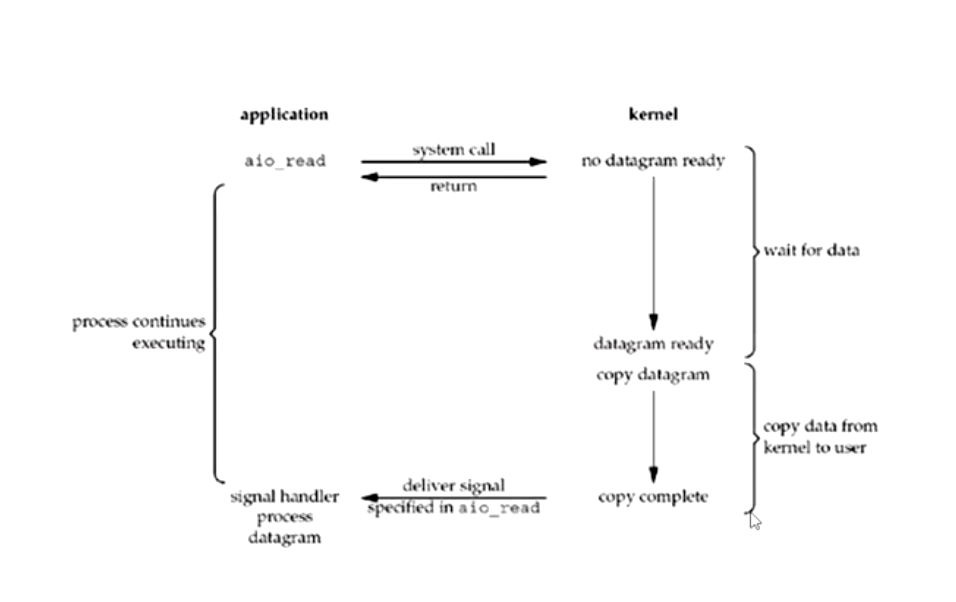 application
kernel
aio_read
system call
no datagram ready
return
wait for data
process continues
executing
datagram ready
copy datagram
copy data from
kernel to user
deliver signal
signal handler
specified in aio_read
copy complete
process
datagram